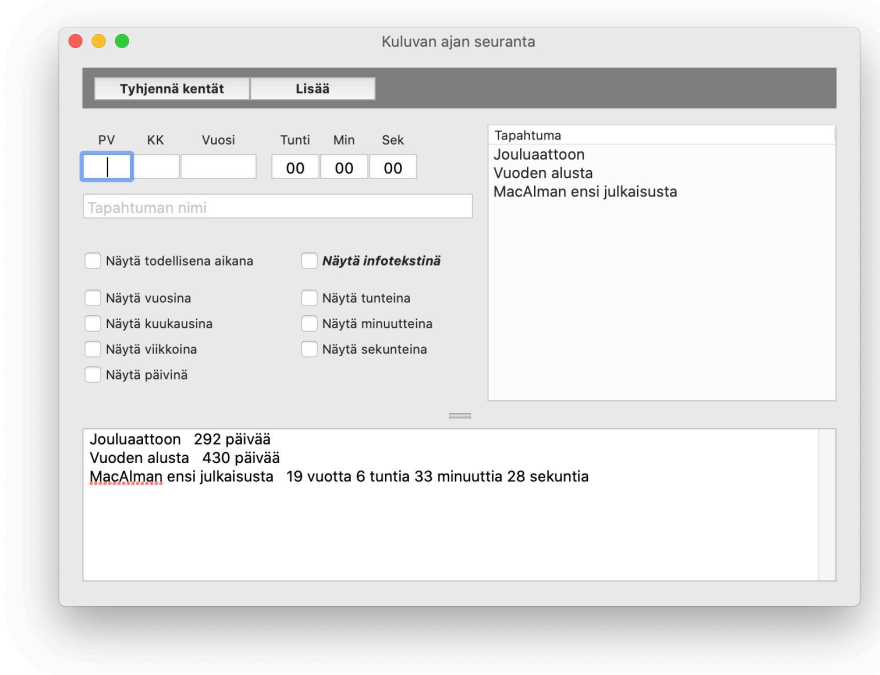 Kuluvan ajan seuranta
Tyhjennä kentät Lisää
PV KK Vuosi Tunti Min Sek
00 00 00
Tapahtuman nimi
Tapahtuma
Jouluaattoon
Vuoden alusta
MacAlman ensi julkaisusta
Näytä todellisena aikana Näytä infotekstinä
Näytä vuosina Näytä tunteina
Näytä kuukausina Näytä minuutteina
Näytä viikkoina Näytä sekunteina
Näytä päivinä
Jouluaattoon 292 päivää
Vuoden alusta 430 päivää
MacAlman ensi julkaisusta 19 vuotta 6 tuntia 33 minuuttia 28 sekuntia